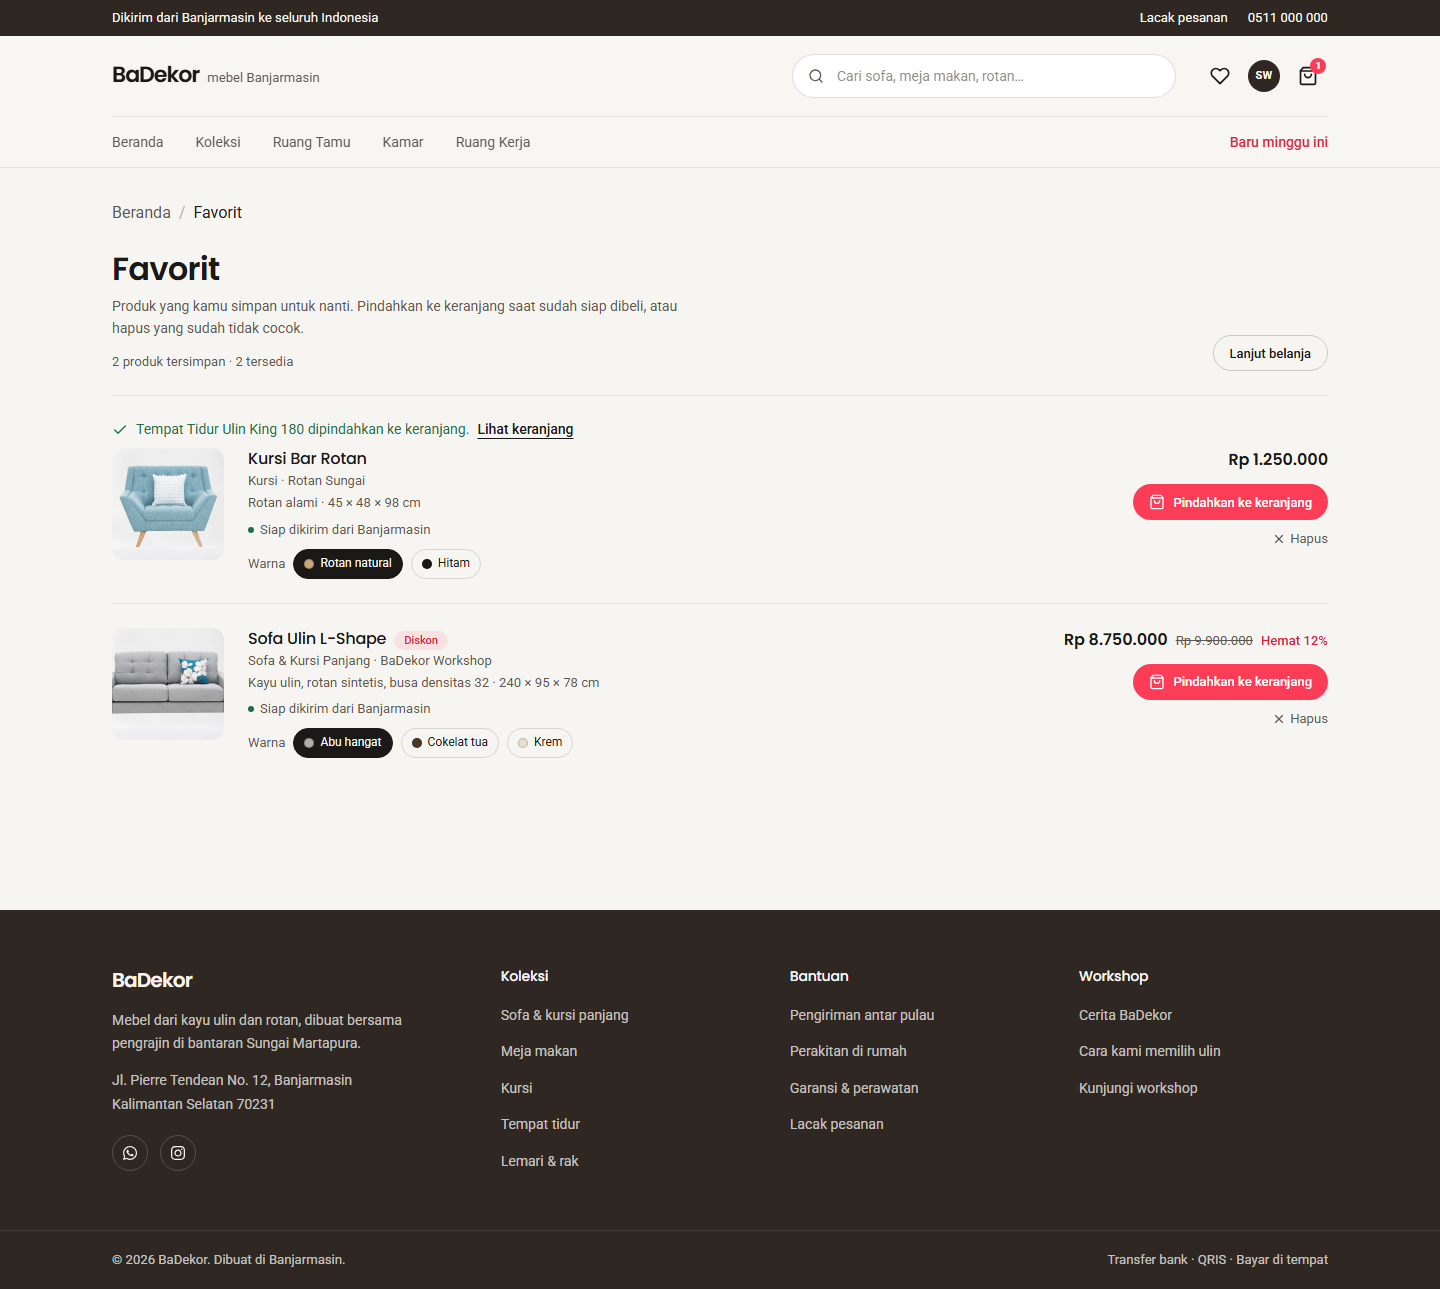 Dikirim dari Banjarmasin ke seluruh Indonesia
Lacak pesanan
0511 000 000
BaDekor mebel Banjarmasin
Cari sofa, meja makan, rotan...
SW
1
Beranda
Koleksi
Ruang Tamu
Kamar
Ruang Kerja
Baru minggu ini
Beranda / Favorit
Favorit
Produk yang kamu simpan untuk nanti. Pindahkan ke keranjang saat sudah siap dibeli, atau
hapus yang sudah tidak cocok.
2 produk tersimpan · 2 tersedia
Lanjut belanja
Tempat Tidur Ulin King 180 dipindahkan ke keranjang. Lihat keranjang
Kursi Bar Rotan
Kursi · Rotan Sungai
Rotan alami · 45 × 48 × 98 cm
Siap dikirim dari Banjarmasin
Warna Rotan natural Hitam
Rp 1.250.000
Pindahkan ke keranjang
Hapus
Sofa Ulin L-Shape Diskon
Sofa & Kursi Panjang · BaDekor Workshop
Kayu ulin, rotan sintetis, busa densitas 32 · 240 × 95 × 78 cm
Siap dikirim dari Banjarmasin
Warna Abu hangat Cokelat tua Krem
Rp 8.750.000 Rp 9.900.000 Hemat 12%
Pindahkan ke keranjang
Hapus
BaDekor
Mebel dari kayu ulin dan rotan, dibuat bersama
pengrajin di bantaran Sungai Martapura.
Jl. Pierre Tendean No. 12, Banjarmasin
Kalimantan Selatan 70231
Koleksi
Sofa & kursi panjang
Meja makan
Kursi
Tempat tidur
Lemari & rak
Bantuan
Pengiriman antar pulau
Perakitan di rumah
Garansi & perawatan
Lacak pesanan
Workshop
Cerita BaDekor
Cara kami memilih ulin
Kunjungi workshop
© 2026 BaDekor. Dibuat di Banjarmasin.
Transfer bank · QRIS · Bayar di tempat